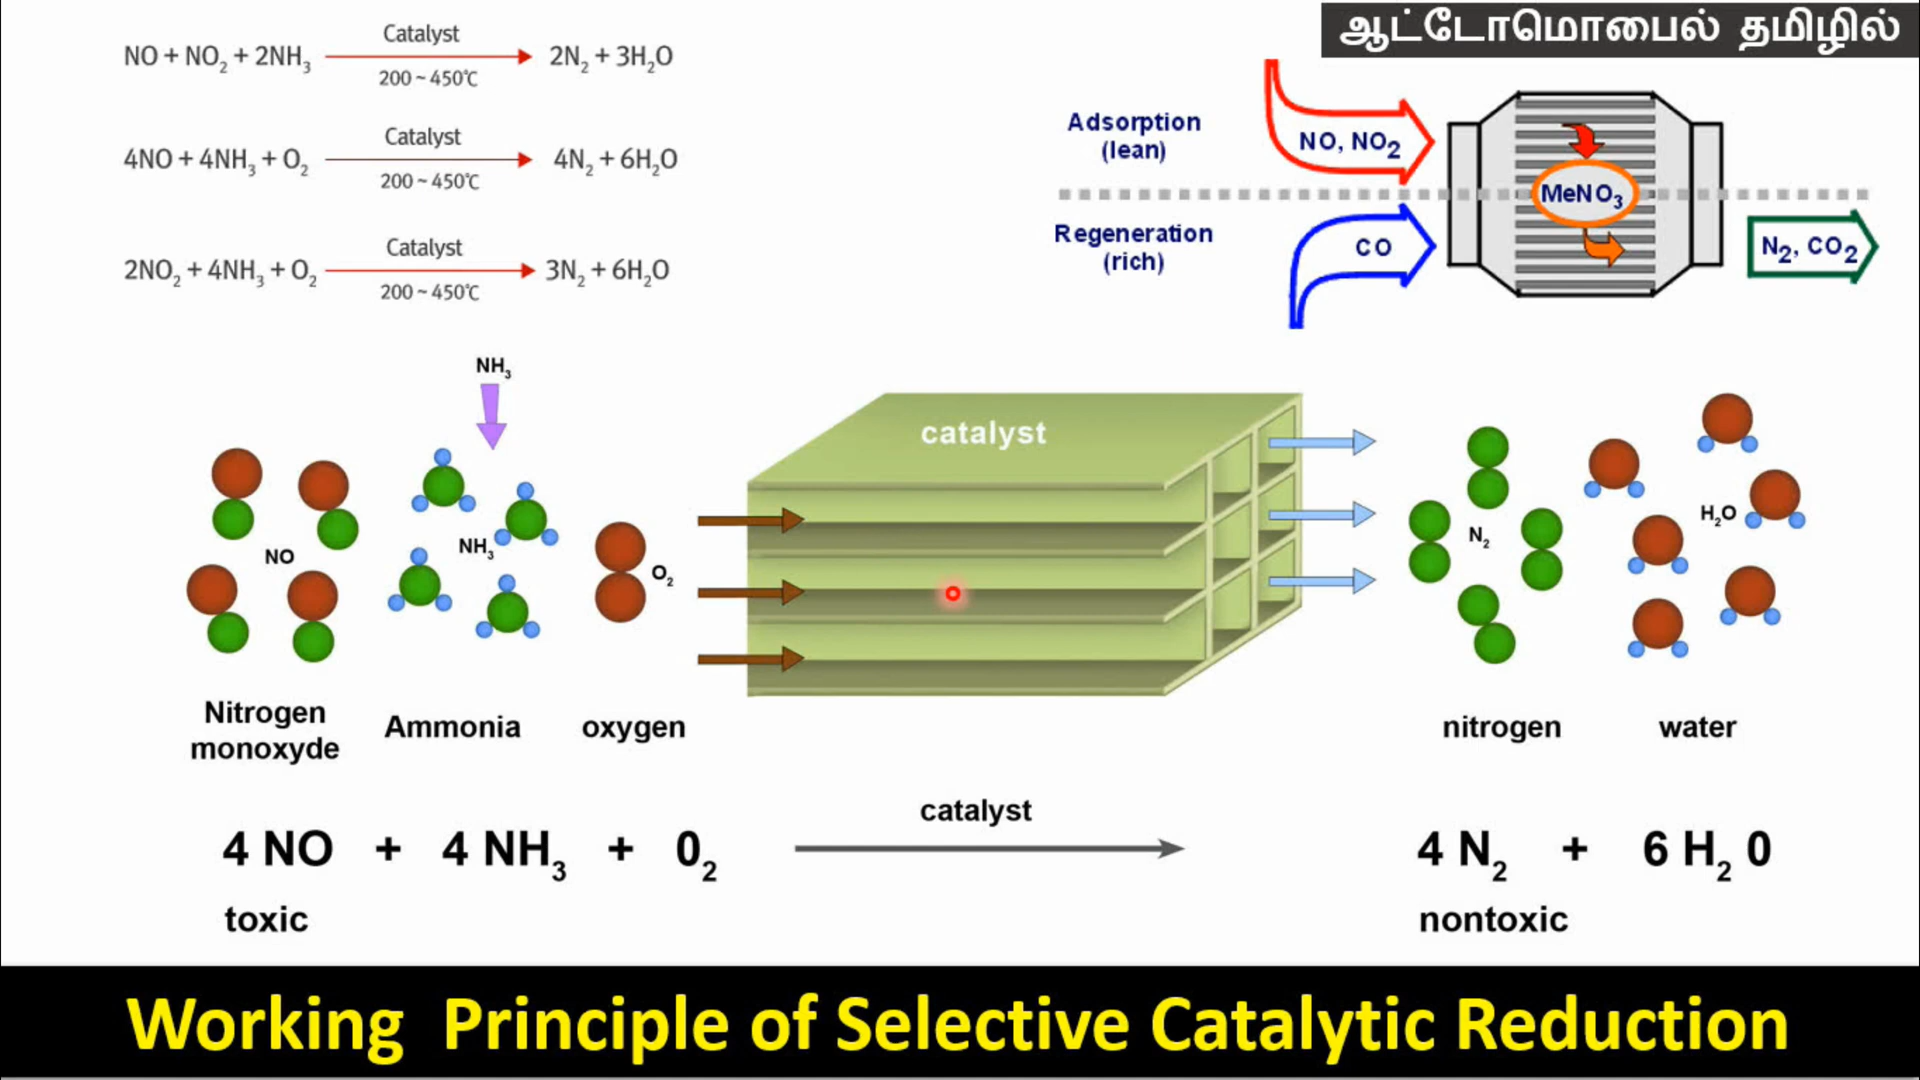 ஆட்டோமொபைல் தமிழில்
Catalyst
NO + NO₂ + 2NH₃ 2N₂ + 3H₂O
200 ~ 450℃
Catalyst
4NO + 4NH₃ + O₂ 4N₂ + 6H₂O
200 ~ 450℃
Catalyst
2NO₂ + 4NH₃ + O₂ 3N₂ + 6H₂O
200 ~ 450℃
Adsorption
(lean)
NO, NO₂
MeNO₃
Regeneration
(rich)
CO
N₂, CO₂
NH₃
catalyst
NO
NH₃
O₂
N₂
H₂O
Nitrogen
monoxyde
Ammonia
oxygen
nitrogen
water
catalyst
4 NO + 4 NH₃ + 0₂ 4 N₂ + 6 H₂ 0
toxic
nontoxic
Working Principle of Selective Catalytic Reduction